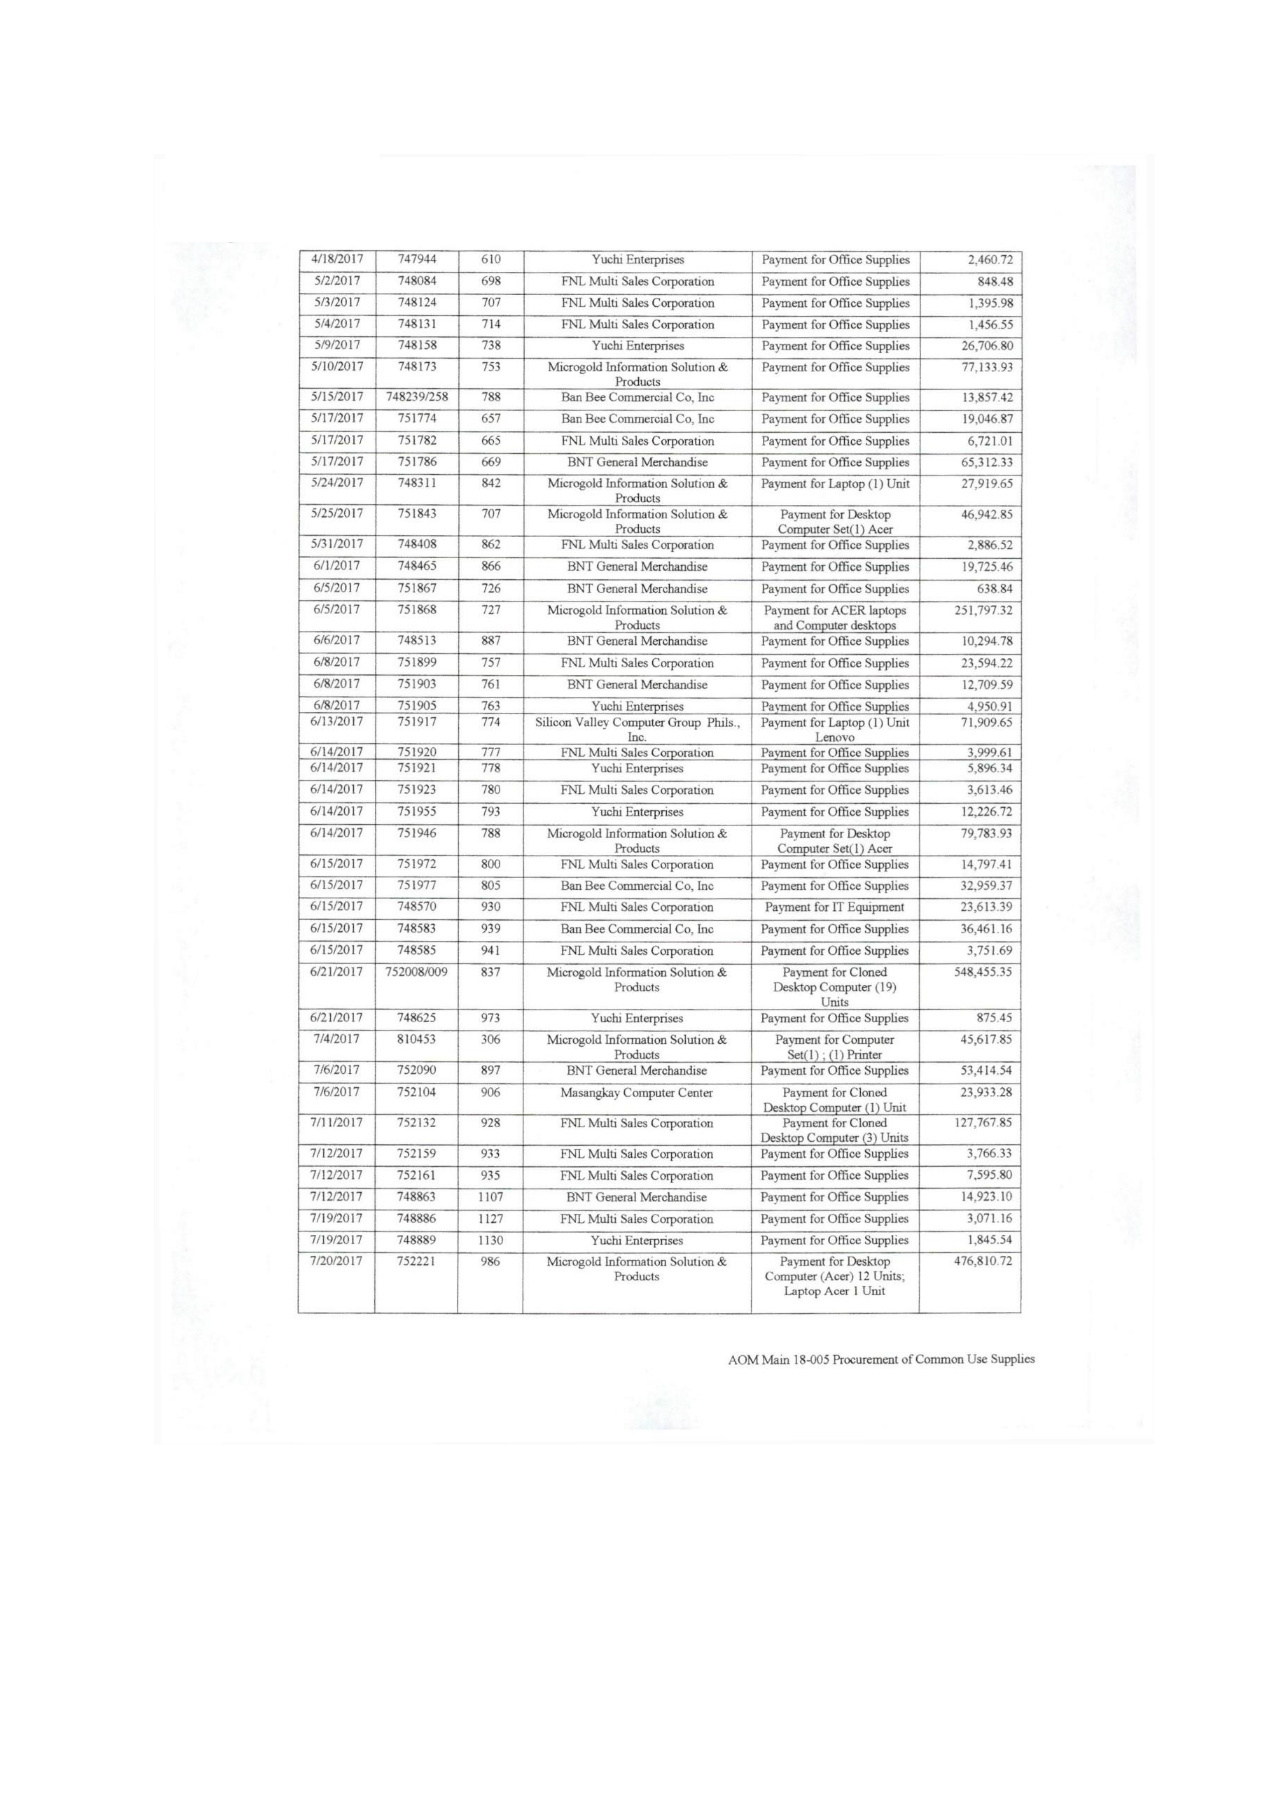 4/18/2017 747944 610 Yuchi Enterprises Payment for Office Supplies 2,460.72
5/2/2017 748084 698 FNL Multi Sales Corporation Payment for Office Supplies 848.48
5/3/2017 748124 707 FNL Multi Sales Corporation Payment for Office Supplies 1,395.98
5/4/2017 748131 714 FNL Multi Sales Corporation Payment for Office Supplies 1,456.55
5/9/2017 748158 738 Yuchi Enterprises Payment for Office Supplies 26,706.80
5/10/2017 748173 753 Microgold Information Solution & Payment for Office Supplies 77,133.93
Products
5/15/2017 748239/258 788 Ban Bee Commercial Co, Inc Payment for Office Supplies 13,857.42
5/17/2017 751774 657 Ban Bee Commercial Co, Inc Payment for Office Supplies 19,046.87
5/17/2017 751782 665 FNL Multi Sales Corporation Payment for Office Supplies 6,721.01
5/17/2017 751786 669 BNT General Merchandise Payment for Office Supplies 65,312.33
5/24/2017 748311 842 Microgold Information Solution & Payment for Laptop (1) Unit 27,919.65
Products
5/25/2017 751843 707 Microgold Information Solution & Payment for Desktop 46,942.85
Products Computer Set(1) Acer
5/31/2017 748408 862 FNL Multi Sales Corporation Payment for Office Supplies 2,886.52
6/1/2017 748465 866 BNT General Merchandise Payment for Office Supplies 19,725.46
6/5/2017 751867 726 BNT General Merchandise Payment for Office Supplies 638.84
6/5/2017 751868 727 Microgold Information Solution & Payment for ACER laptops 251,797.32
Products and Computer desktops
6/6/2017 748513 887 BNT General Merchandise Payment for Office Supplies 10,294.78
6/8/2017 751899 757 FNL Multi Sales Corporation Payment for Office Supplies 23,594.22
6/8/2017 751903 761 BNT General Merchandise Payment for Office Supplies 12,709.59
6/8/2017 751905 763 Yuchi Enterprises Payment for Office Supplies 4,950.91
6/13/2017 751917 774 Silicon Valley Computer Group Phils., Payment for Laptop (1) Unit 71,909.65
Inc. Lenovo
6/14/2017 751920 777 FNL Multi Sales Corporation Payment for Office Supplies 3,999.61
6/14/2017 751921 778 Yuchi Enterprises Payment for Office Supplies 5,896.34
6/14/2017 751923 780 FNL Multi Sales Corporation Payment for Office Supplies 3,613.46
6/14/2017 751955 793 Yuchi Enterprises Payment for Office Supplies 12,226.72
6/14/2017 751946 788 Microgold Information Solution & Payment for Desktop 79,783.93
Products Computer Set(1) Acer
6/15/2017 751972 800 FNL Multi Sales Corporation Payment for Office Supplies 14,797.41
6/15/2017 751977 805 Ban Bee Commercial Co, Inc Payment for Office Supplies 32,959.37
6/15/2017 748570 930 FNL Multi Sales Corporation Payment for IT Equipment 23,613.39
6/15/2017 748583 939 Ban Bee Commercial Co, Inc Payment for Office Supplies 36,461.16
6/15/2017 748585 941 FNL Multi Sales Corporation Payment for Office Supplies 3,751.69
6/21/2017 752008/009 837 Microgold Information Solution & Payment for Cloned 548,455.35
Products Desktop Computer (19)
Units
6/21/2017 748625 973 Yuchi Enterprises Payment for Office Supplies 875.45
7/4/2017 810453 306 Microgold Information Solution & Payment for Computer 45,617.85
Products Set(1) ; (1) Printer
7/6/2017 752090 897 BNT General Merchandise Payment for Office Supplies 53,414.54
7/6/2017 752104 906 Masangkay Computer Center Payment for Cloned 23,933.28
Desktop Computer (1) Unit
7/11/2017 752132 928 FNL Multi Sales Corporation Payment for Cloned 127,767.85
Desktop Computer (3) Units
7/12/2017 752159 933 FNL Multi Sales Corporation Payment for Office Supplies 3,766.33
7/12/2017 752161 935 FNL Multi Sales Corporation Payment for Office Supplies 7,595.80
7/12/2017 748863 1107 BNT General Merchandise Payment for Office Supplies 14,923.10
7/19/2017 748886 1127 FNL Multi Sales Corporation Payment for Office Supplies 3,071.16
7/19/2017 748889 1130 Yuchi Enterprises Payment for Office Supplies 1,845.54
7/20/2017 752221 986 Microgold Information Solution & Payment for Desktop 476,810.72
Products Computer (Acer) 12 Units;
Laptop Acer 1 Unit
AOM Main 18-005 Procurement of Common Use Supplies